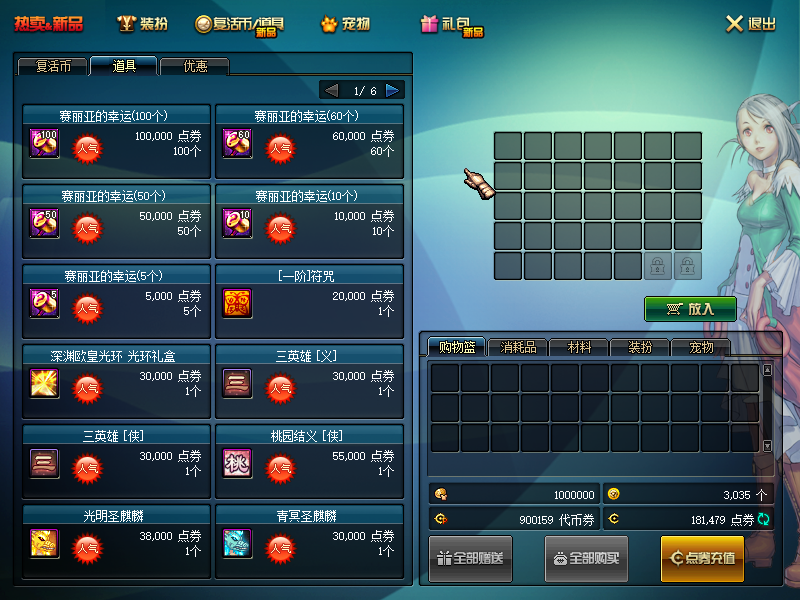 热卖&新品
装扮
复活币/道具
新品
宠物
礼包
新品
退出
复活币
道具
优惠
1/ 6
赛丽亚的幸运(100个)
100
人气
100,000 点券
100个
赛丽亚的幸运(60个)
60
人气
60,000 点券
60个
赛丽亚的幸运(50个)
50
人气
50,000 点券
50个
赛丽亚的幸运(10个)
10
人气
10,000 点券
10个
赛丽亚的幸运(5个)
5
人气
5,000 点券
5个
[一阶]符咒
20,000 点券
1个
深渊欧皇光环 光环礼盒
人气
30,000 点券
1个
三英雄 [义]
人气
30,000 点券
1个
三英雄 [侠]
人气
30,000 点券
1个
桃园结义 [侠]
桃
人气
55,000 点券
1个
光明圣麒麟
人气
38,000 点券
1个
青冥圣麒麟
人气
30,000 点券
1个
放入
购物篮
消耗品
材料
装扮
宠物
1000000
3,035 个
900159 代币券
181,479 点券
全部赠送
全部购买
点券充值